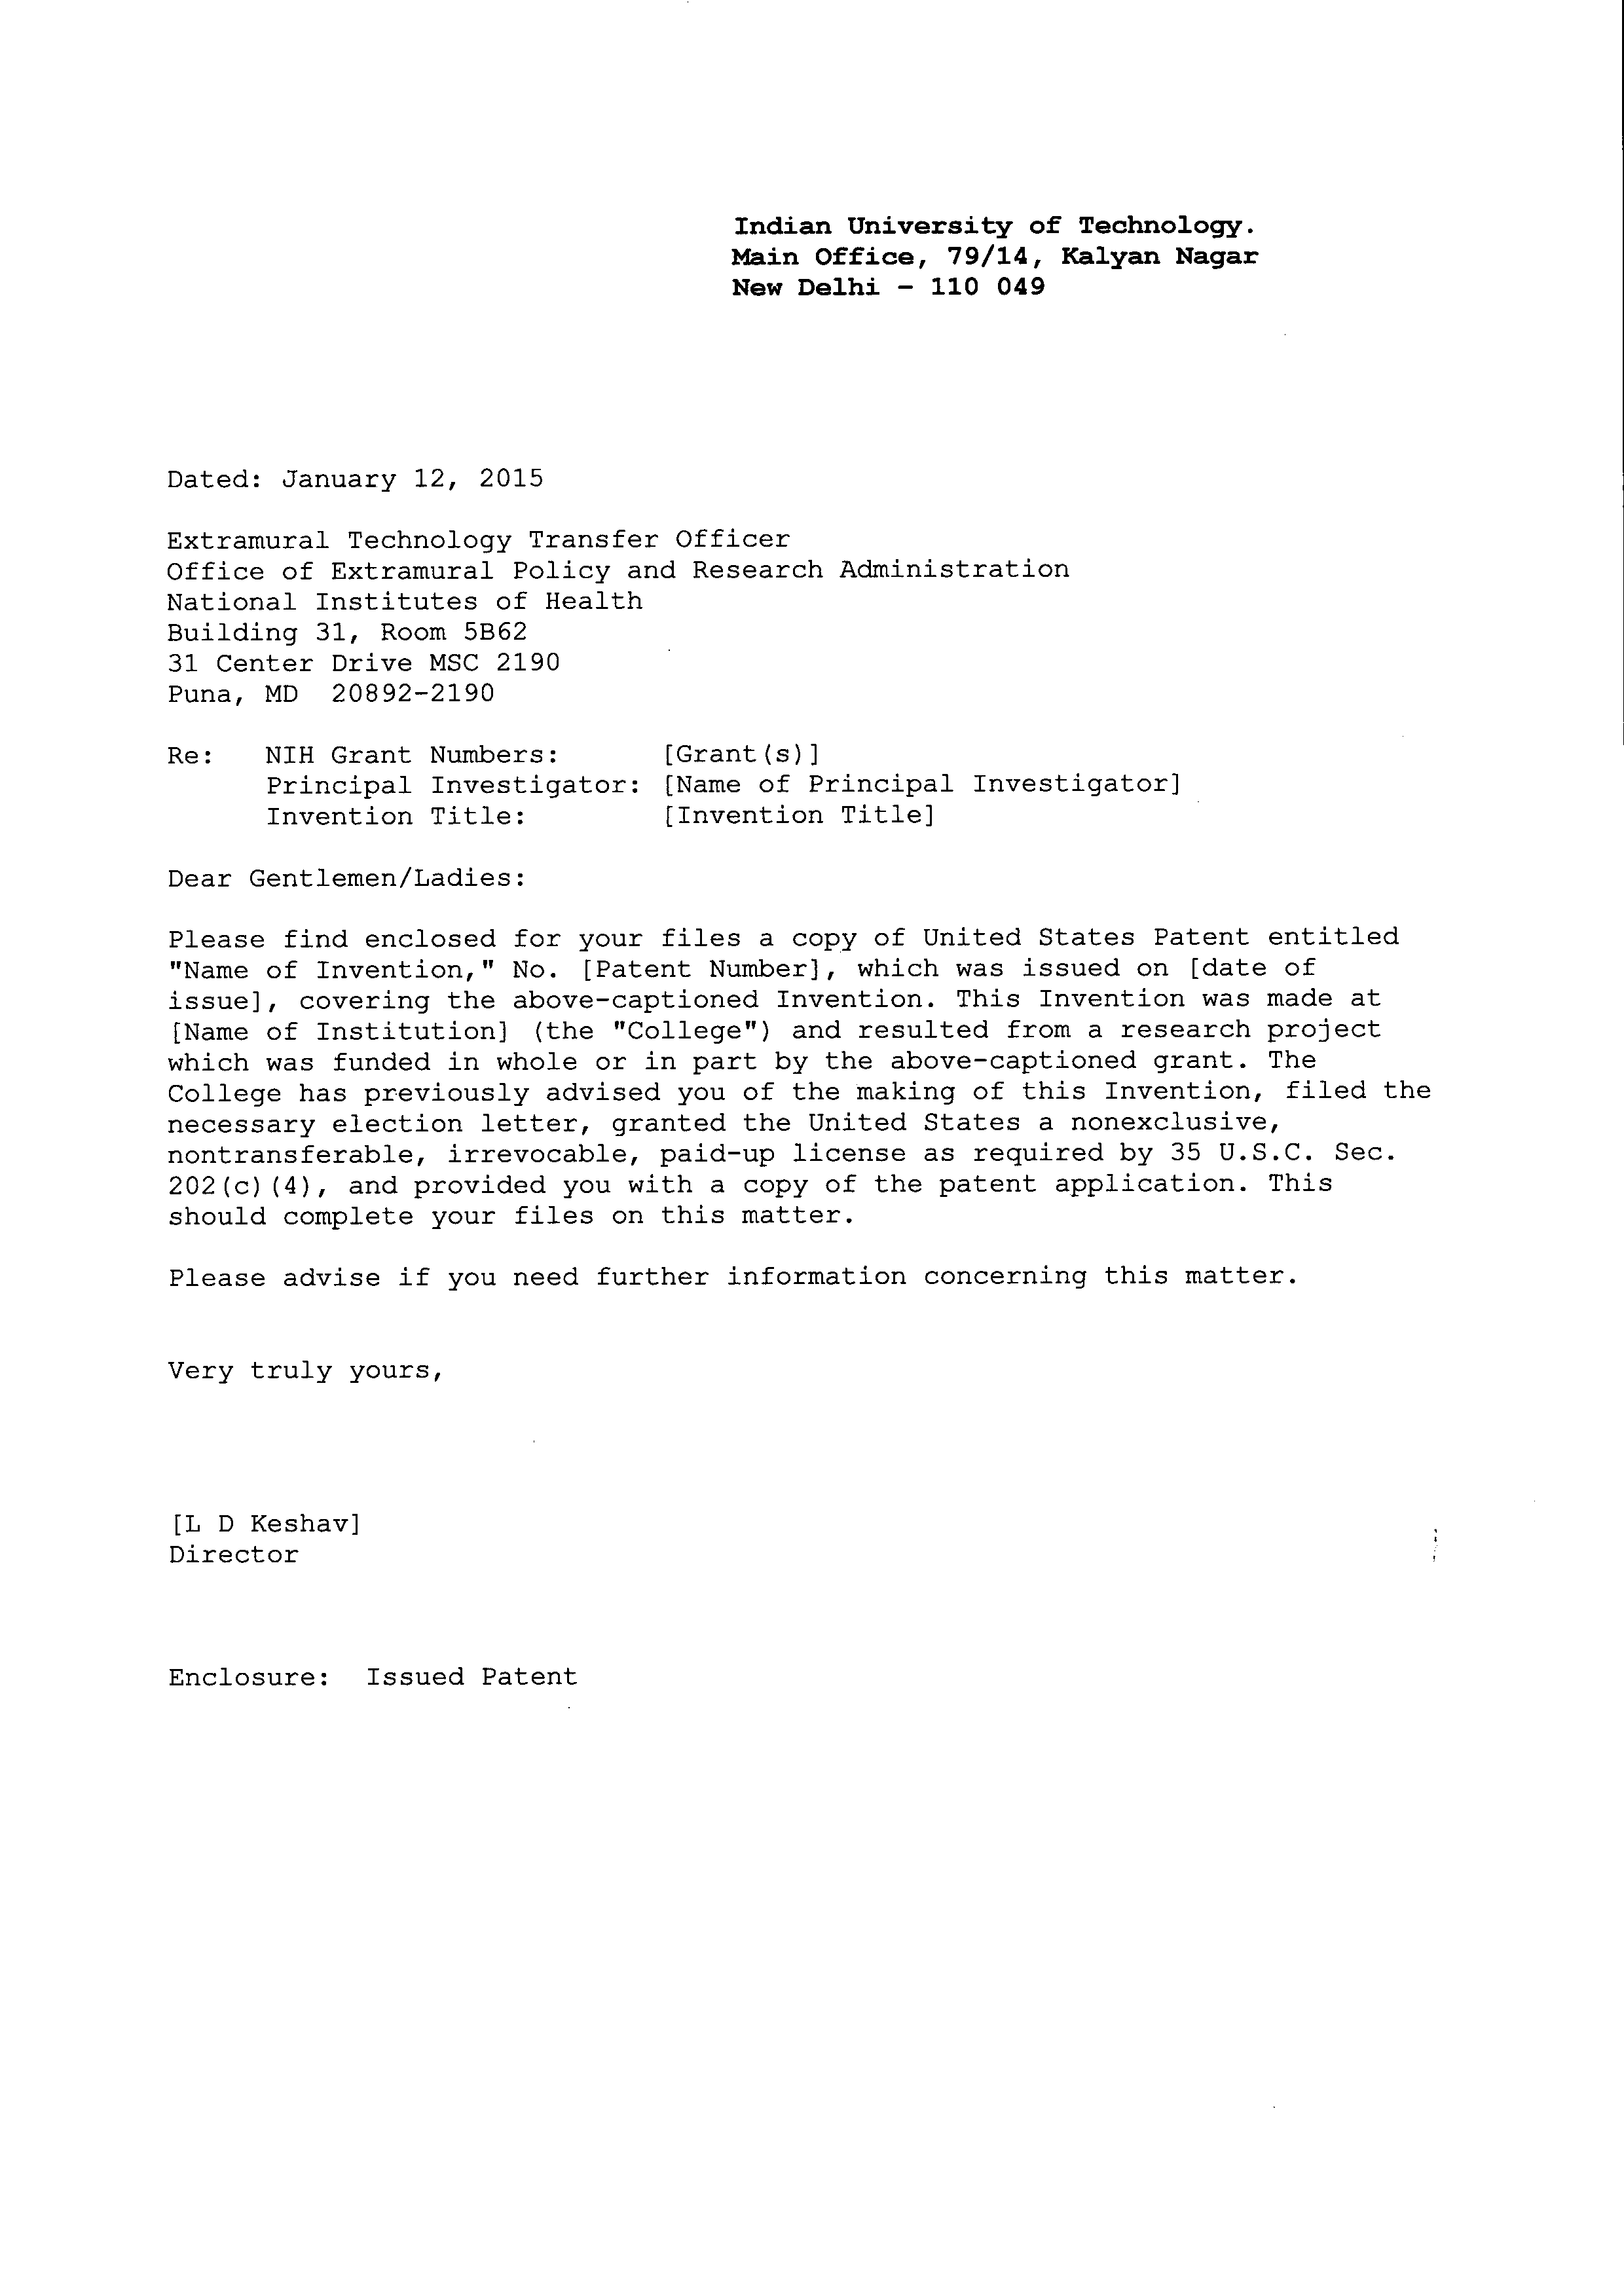 Indian University of Technology.
Main Office, 79/14, Kalyan Nagar
New Delhi - 110 049
Dated: January 12, 2015
Extramural Technology Transfer Officer
Office of Extramural Policy and Research Administration
National Institutes of Health
Building 31, Room 5B62
31 Center Drive MSC 2190
Puna, MD 20892-2190
Re: NIH Grant Numbers: [Grant(s)]
Principal Investigator: [Name of Principal Investigator]
Invention Title: [Invention Title]
Dear Gentlemen/Ladies:
Please find enclosed for your files a copy of United States Patent entitled
"Name of Invention," No. [Patent Number], which was issued on [date of
issue], covering the above-captioned Invention. This Invention was made at
[Name of Institution] (the "College") and resulted from a research project
which was funded in whole or in part by the above-captioned grant. The
College has previously advised you of the making of this Invention, filed the
necessary election letter, granted the United States a nonexclusive,
nontransferable, irrevocable, paid-up license as required by 35 U.S.C. Sec.
202(c)(4), and provided you with a copy of the patent application. This
should complete your files on this matter.
Please advise if you need further information concerning this matter.
Very truly yours,
[L D Keshav]
Director
Enclosure: Issued Patent